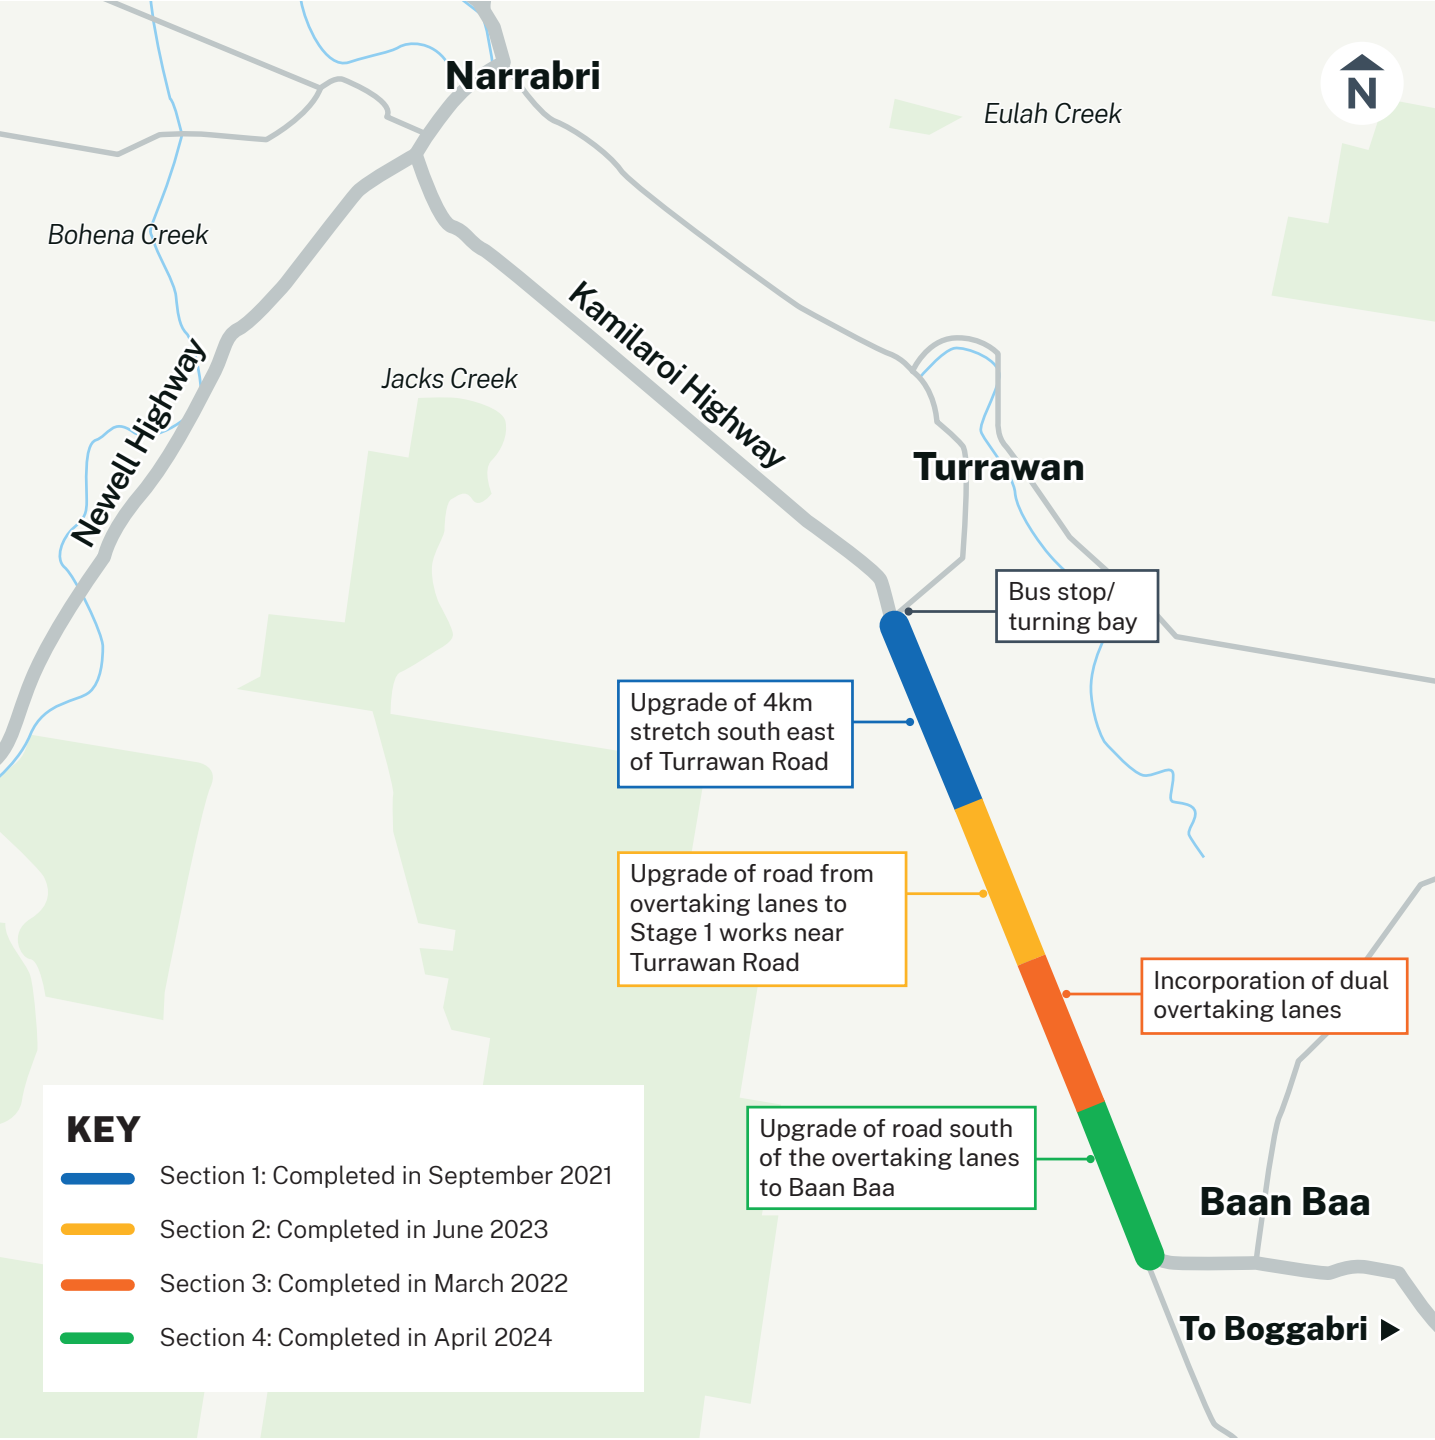 Narrabri
N
Eulah Creek
Bohena Creek
Kamilaroi Highway
Newell Highway
Jacks Creek
Turrawan
Bus stop/
turning bay
Upgrade of 4km
stretch south east
of Turrawan Road
Upgrade of road from
overtaking lanes to
Stage 1 works near
Turrawan Road
Incorporation of dual
overtaking lanes
Upgrade of road south
of the overtaking lanes
to Baan Baa
Baan Baa
To Boggabri
KEY
Section 1: Completed in September 2021
Section 2: Completed in June 2023
Section 3: Completed in March 2022
Section 4: Completed in April 2024